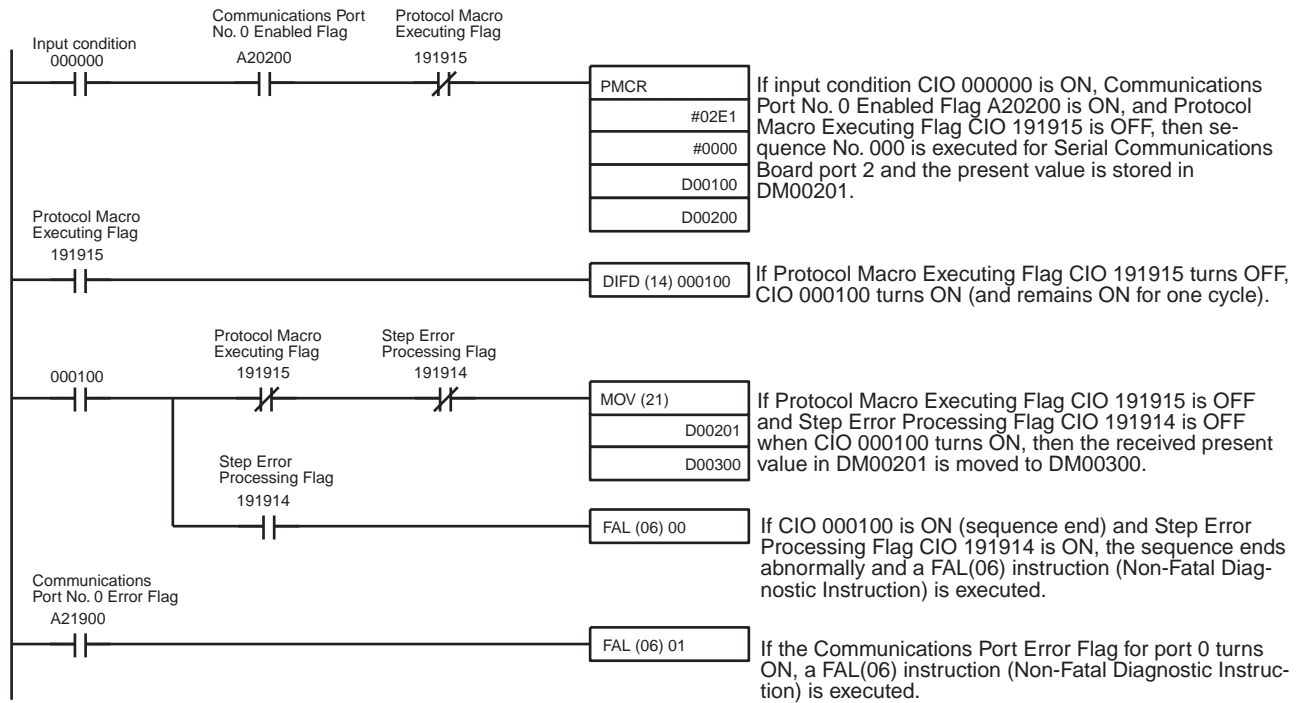 Input condition
000000
Communications Port
No. 0 Enabled Flag
A20200
Protocol Macro
Executing Flag
191915
PMCR
#02E1
#0000
D00100
D00200
If input condition CIO 000000 is ON, Communications
Port No. 0 Enabled Flag A20200 is ON, and Protocol
Macro Executing Flag CIO 191915 is OFF, then se-
quence No. 000 is executed for Serial Communications
Board port 2 and the present value is stored in
DM00201.
Protocol Macro
Executing Flag
191915
DIFD (14) 000100
If Protocol Macro Executing Flag CIO 191915 turns OFF,
CIO 000100 turns ON (and remains ON for one cycle).
000100
Protocol Macro
Executing Flag
191915
Step Error
Processing Flag
191914
MOV (21)
D00201
D00300
If Protocol Macro Executing Flag CIO 191915 is OFF
and Step Error Processing Flag CIO 191914 is OFF
when CIO 000100 turns ON, then the received present
value in DM00201 is moved to DM00300.
Step Error
Processing Flag
191914
FAL (06) 00
If CIO 000100 is ON (sequence end) and Step Error
Processing Flag CIO 191914 is ON, the sequence ends
abnormally and a FAL(06) instruction (Non-Fatal Diag-
nostic Instruction) is executed.
Communications
Port No. 0 Error Flag
A21900
FAL (06) 01
If the Communications Port Error Flag for port 0 turns
ON, a FAL(06) instruction (Non-Fatal Diagnostic Instruc-
tion) is executed.